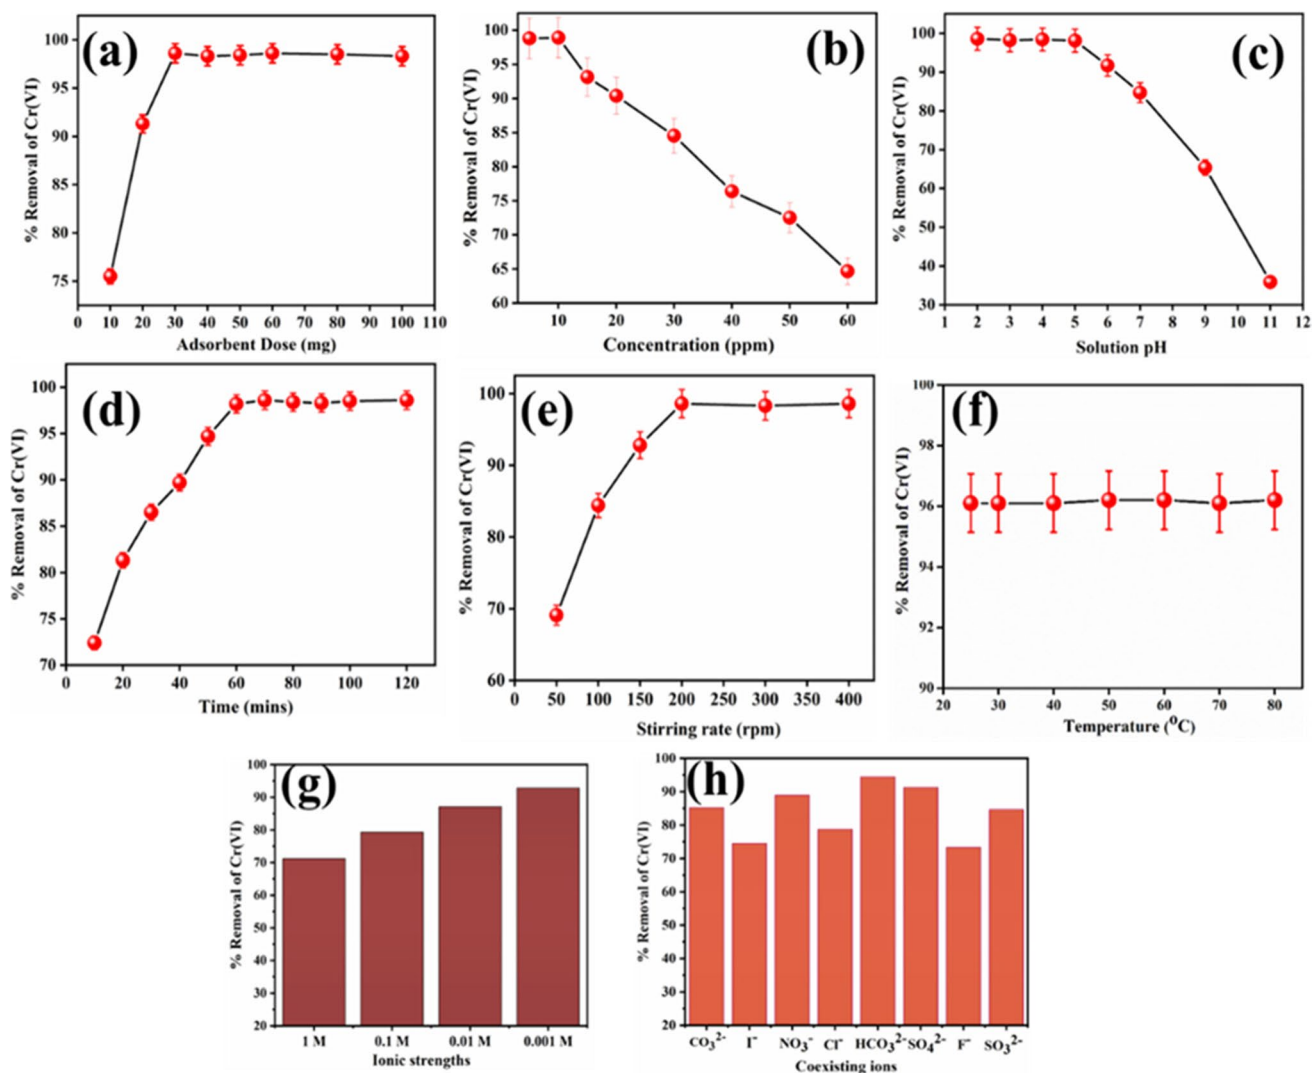 (a)
% Removal of Cr(VI)
100
95
90
85
80
75
0 10 20 30 40 50 60 70 80 90 100 110
Adsorbent Dose (mg)
(b)
% Removal of Cr(VI)
100
95
90
85
80
75
70
65
60
10 20 30 40 50 60
Concentration (ppm)
(c)
% Removal of Cr(VI)
100
90
80
70
60
50
40
30
1 2 3 4 5 6 7 8 9 10 11 12
Solution pH
(d)
% Removal of Cr(VI)
100
95
90
85
80
75
70
0 20 40 60 80 100 120
Time (mins)
(e)
% Removal of Cr(VI)
100
90
80
70
60
0 50 100 150 200 250 300 350 400
Stirring rate (rpm)
(f)
% Removal of Cr(VI)
100
98
96
94
92
90
20 30 40 50 60 70 80
Temperature (⁰C)
(g)
% Removal of Cr(VI)
100
90
80
70
60
50
40
30
20
1 M 0.1 M 0.01 M 0.001 M
Ionic strengths
(h)
% Removal of Cr(VI)
100
90
80
70
60
50
40
30
20
CO₃²⁻ I⁻ NO₃⁻ Cl⁻ HCO₃²⁻ SO₄²⁻ F⁻ SO₃²⁻
Coexisting ions